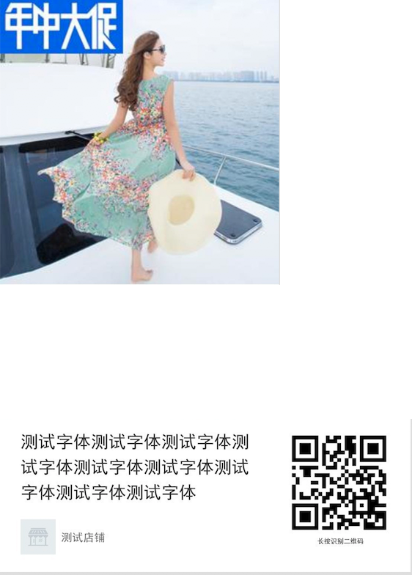 年中大促
测试字体测试字体测试字体测
试字体测试字体测试字体测试
字体测试字体测试字体
测试店铺
长按识别二维码